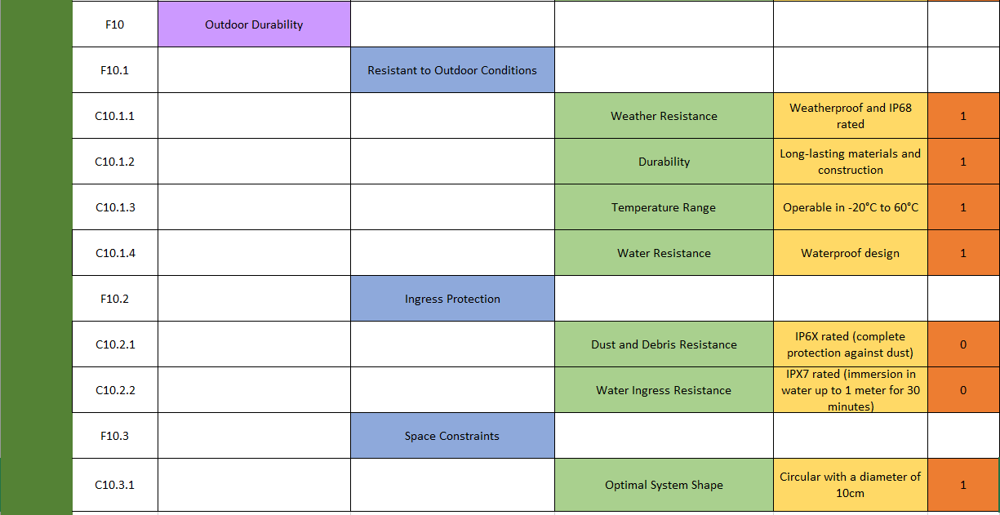 F10
Outdoor Durability
F10.1
Resistant to Outdoor Conditions
C10.1.1
Weather Resistance
Weatherproof and IP68
rated
1
C10.1.2
Durability
Long-lasting materials and
construction
1
C10.1.3
Temperature Range
Operable in -20°C to 60°C
1
C10.1.4
Water Resistance
Waterproof design
1
F10.2
Ingress Protection
C10.2.1
Dust and Debris Resistance
IP6X rated (complete
protection against dust)
0
C10.2.2
Water Ingress Resistance
IPX7 rated (immersion in
water up to 1 meter for 30
minutes)
0
F10.3
Space Constraints
C10.3.1
Optimal System Shape
Circular with a diameter of
10cm
1